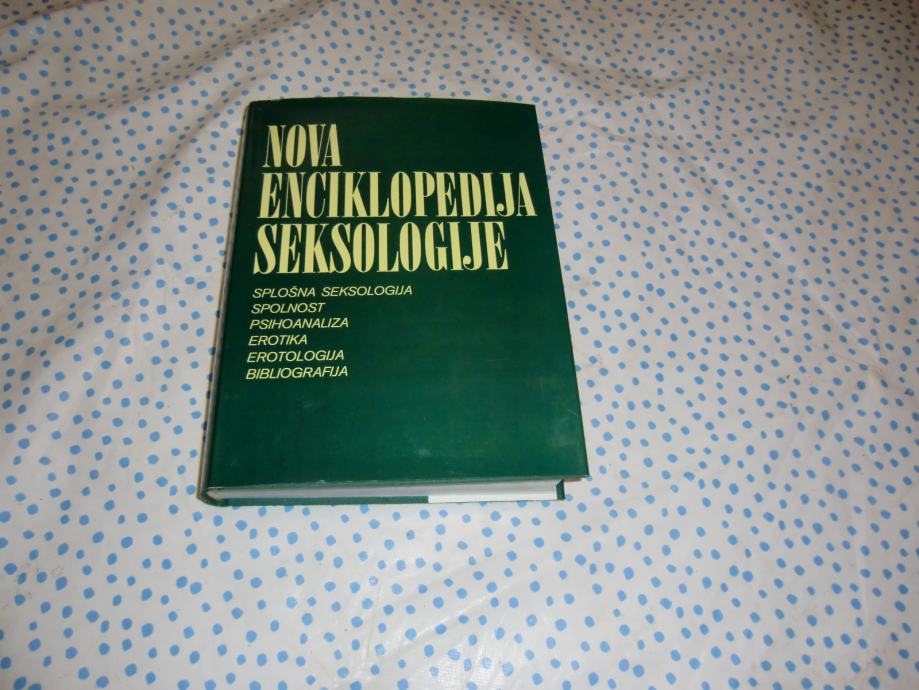 NOVA
ENCIKLOPEDIJA
SEKSOLOGIJE
SPLOŠNA SEKSOLOGIJA
SPOLNOST
PSIHOANALIZA
EROTIKA
EROTOLOGIJA
BIBLIOGRAFIJA